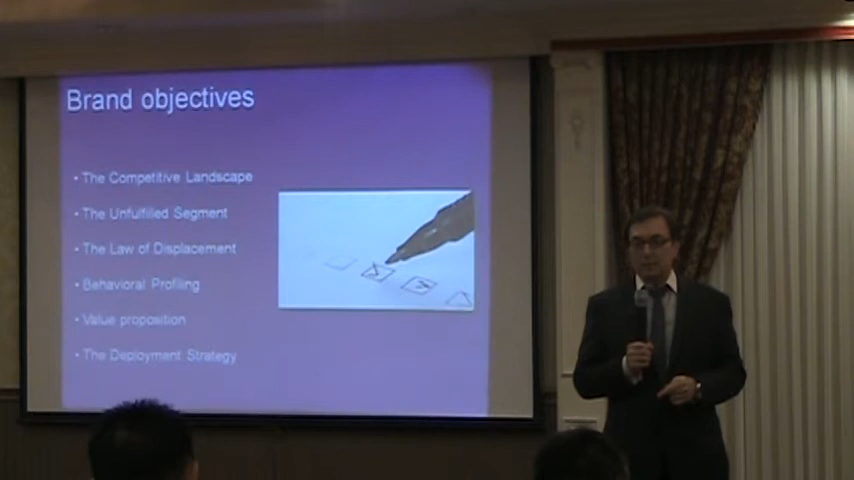 Brand objectives
• The Competitive Landscape
• The Unfulfilled Segment
• The Law of Displacement
• Behavioral Profiling
• Value proposition
• The Deployment Strategy